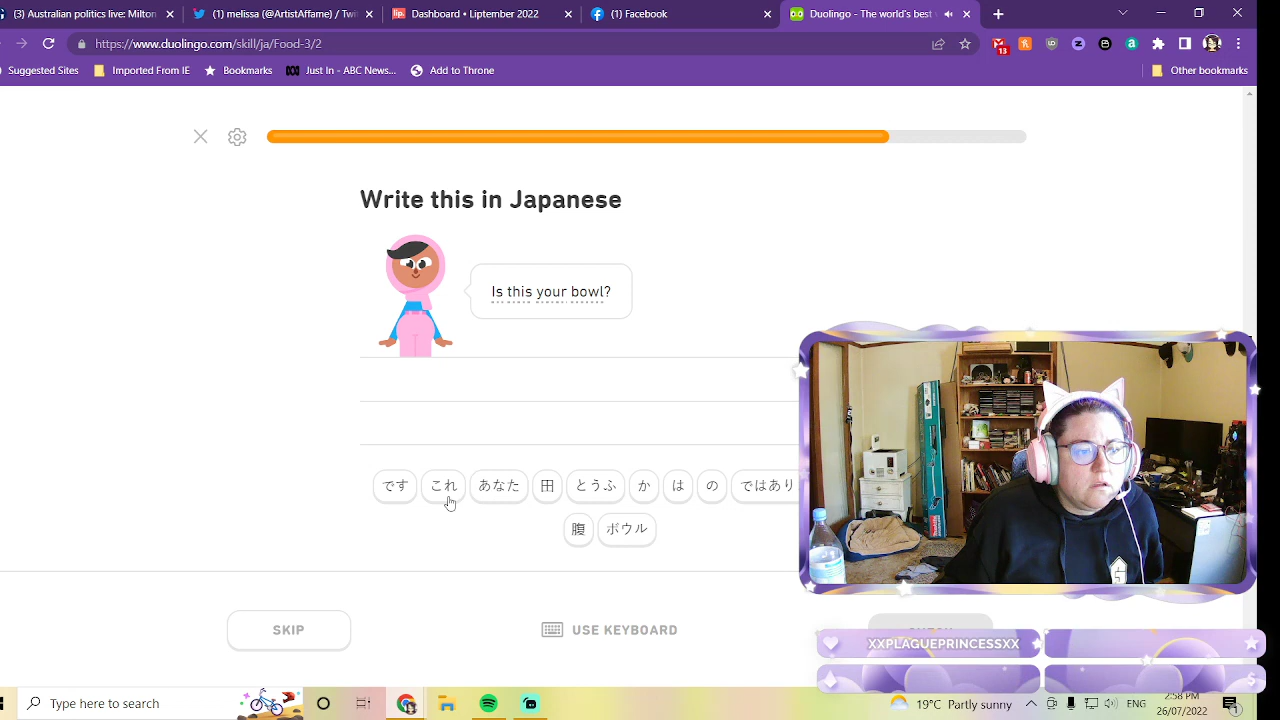 (3) Australian actor Milton
melissa (@ArtistAffame) / Twi
lip. Dashboard • Liptember 2022
(1) Facebook
Duolingo - The world's best
https://www.duolingo.com/skill/ja/Food-3/2
13
Suggested Sites
Imported From IE
Bookmarks
Just In - ABC News...
Add to Throne
Other bookmarks
Write this in Japanese
Is this your bowl?
です これ あなた 田 とうふ か は の ではあり
腹 ボウル
SKIP
USE KEYBOARD
XXPLAGUEPRINCESSXX
Type here to search
19°C Partly sunny
ENG
2:58 PM
26/07/2022